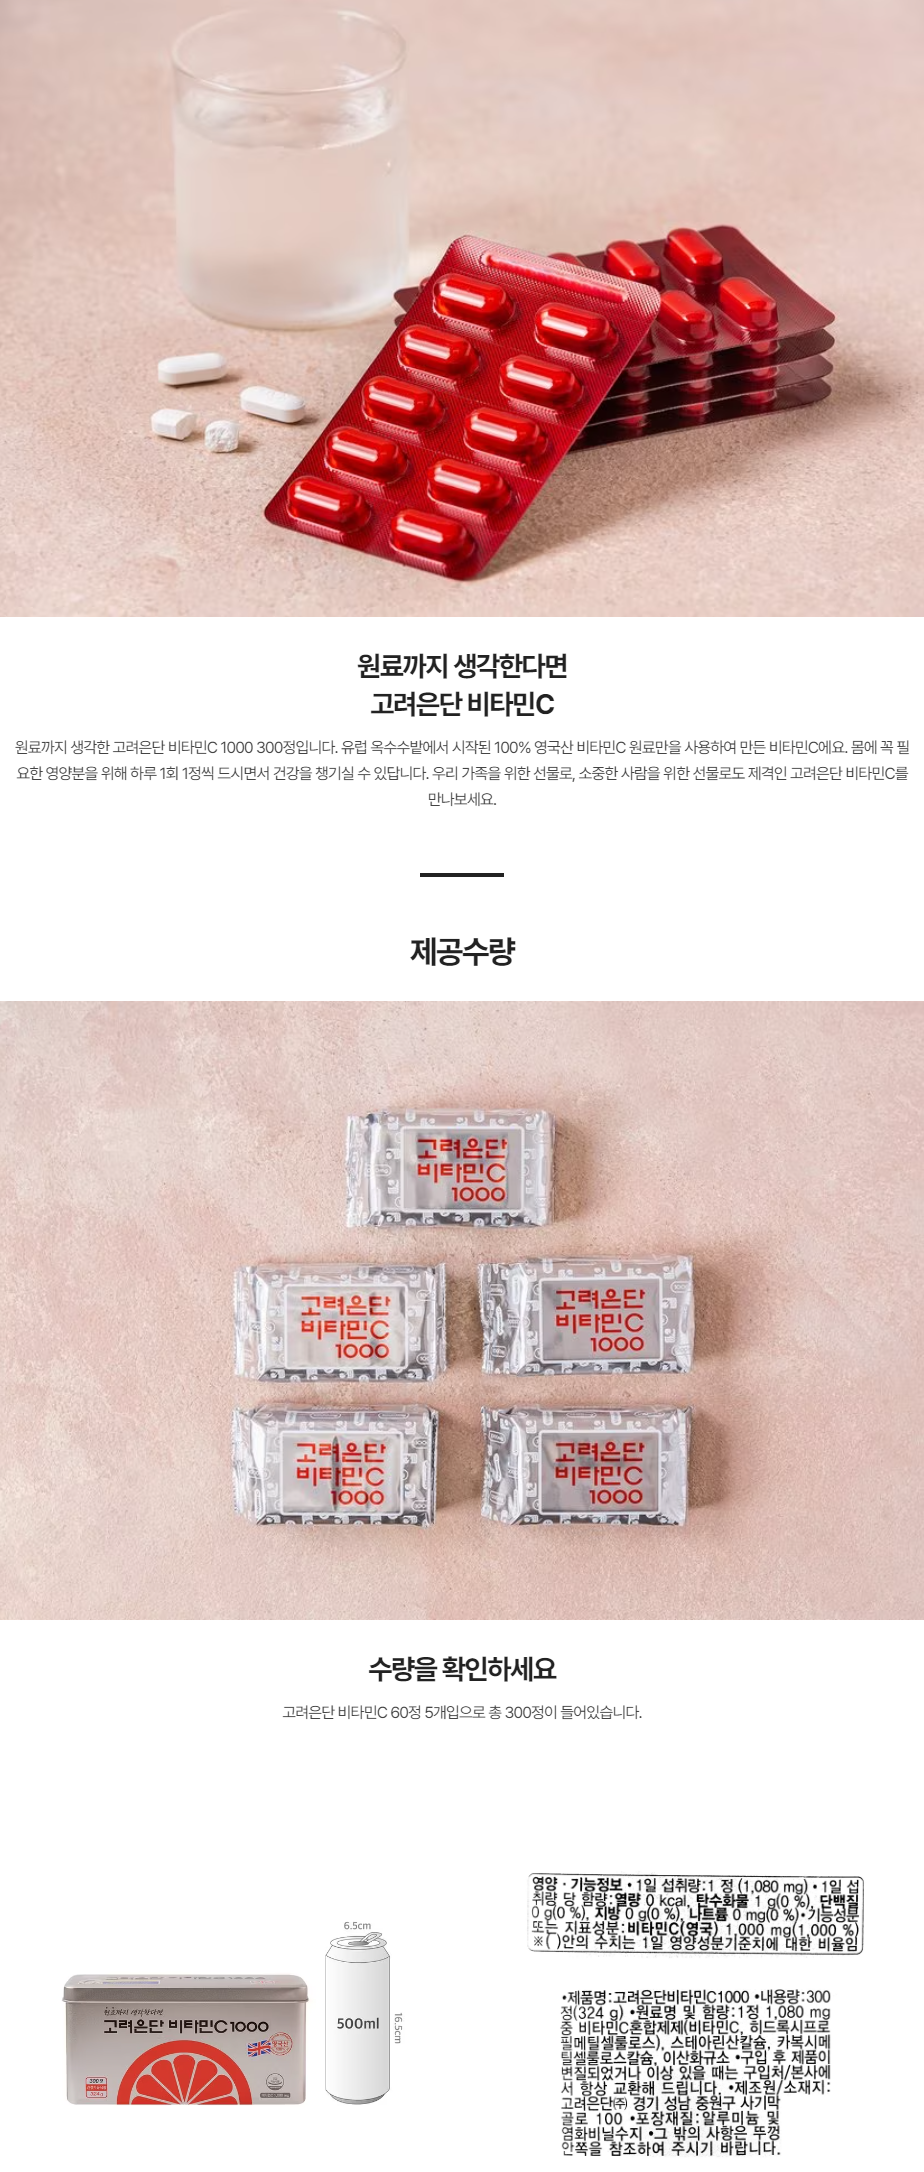 원료까지 생각한다면
고려은단 비타민C
원료까지 생각한 고려은단 비타민C 1000 300정입니다. 유럽 옥수수밭에서 시작된 100% 영국산 비타민C 원료만을 사용하여 만든 비타민C에요. 몸에 꼭 필
요한 영양분을 위해 하루 1회 1정씩 드시면서 건강을 챙기실 수 있답니다. 우리 가족을 위한 선물로, 소중한 사람을 위한 선물로도 제격인 고려은단 비타민C를
만나보세요.
제공수량
고려은단
비타민C
1000
고려은단
비타민C
1000
고려은단
비타민C
1000
고려은단
비타민C
1000
고려은단
비타민C
1000
수량을 확인하세요
고려은단 비타민C 60정 5개입으로 총 300정이 들어있습니다.
원료까지 생각한다면
고려은단 비타민C1000
6.5cm
500ml
16.5cm
영양 · 기능정보 • 1일 섭취량:1 정 (1,080 mg) • 1일 섭
취량 당 함량:열량 0 kcal, 탄수화물 1 g(0 %), 단백질
0 g(0 %), 지방 0 g(0 %), 나트륨 0 mg(0 %)•기능성분
또는 지표성분:비타민C(영국) 1,000 mg(1,000 %)
※( )안의 수치는 1일 영양성분기준치에 대한 비율임
•제품명:고려은단비타민C1000 •내용량:300
정(324 g) •원료명 및 함량:1정 1,080 mg
중 비타민C혼합제제(비타민C, 히드록시프로
필메틸셀룰로스), 스테아린산칼슘, 카복시메
틸셀룰로스칼슘, 이산화규소 •구입 후 제품이
변질되었거나 이상 있을 때는 구입처/본사에
서 항상 교환해 드립니다. •제조원/소재지:
고려은단㈜ 경기 성남 중원구 사기막
골로 100 •포장재질:알루미늄 및
염화비닐수지 •그 밖의 사항은 뚜껑
안쪽을 참조하여 주시기 바랍니다.